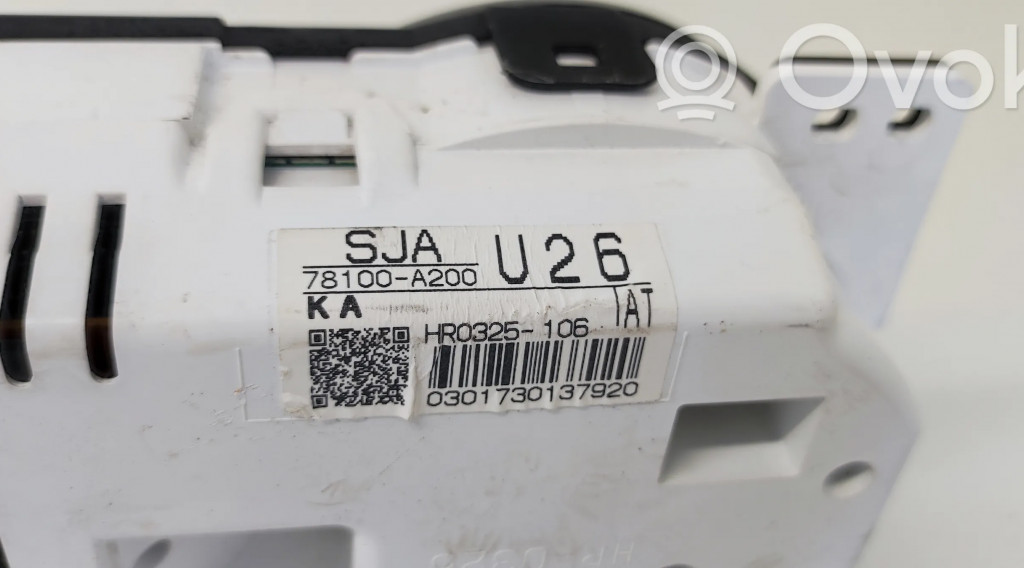 Ovok
SJA
78100-A200
U26
KA
AT
HR0325-106
0301730137920